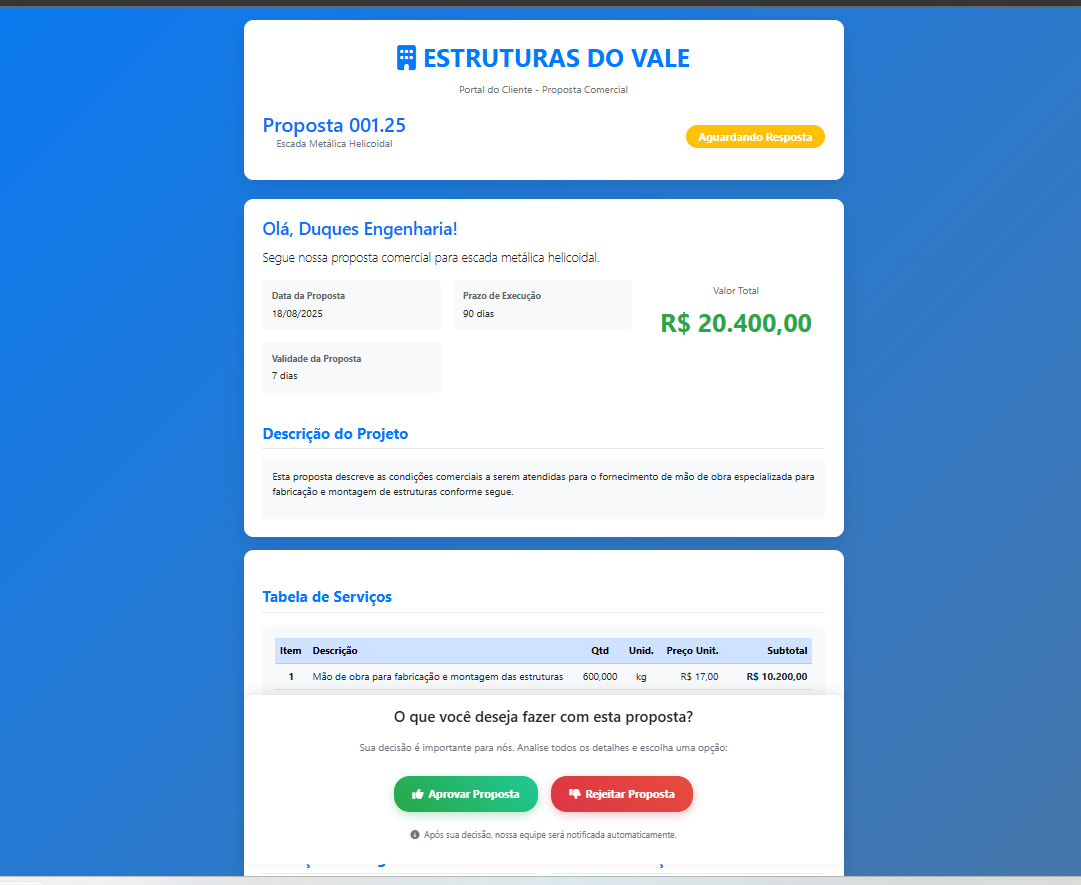 ESTRUTURAS DO VALE
Portal do Cliente - Proposta Comercial
Proposta 001.25
Escada Metálica Helicoidal
Aguardando Resposta
Olá, Duques Engenharia!
Segue nossa proposta comercial para escada metálica helicoidal.
Data da Proposta
18/08/2025
Prazo de Execução
90 dias
Valor Total
R$ 20.400,00
Validade da Proposta
7 dias
Descrição do Projeto
Esta proposta descreve as condições comerciais a serem atendidas para o fornecimento de mão de obra especializada para
fabricação e montagem de estruturas conforme segue.
Tabela de Serviços
Item Descrição Qtd Unid. Preço Unit. Subtotal
1 Mão de obra para fabricação e montagem das estruturas 600,000 kg R$ 17,00 R$ 10.200,00
O que você deseja fazer com esta proposta?
Sua decisão é importante para nós. Analise todos os detalhes e escolha uma opção:
Aprovar Proposta Rejeitar Proposta
Após sua decisão, nossa equipe será notificada automaticamente.